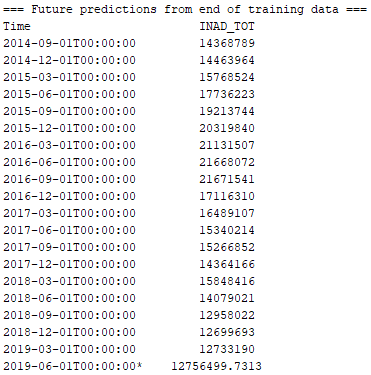 === Future predictions from end of training data ===
Time INAD_TOT
2014-09-01T00:00:00 14368789
2014-12-01T00:00:00 14463964
2015-03-01T00:00:00 15768524
2015-06-01T00:00:00 17736223
2015-09-01T00:00:00 19213744
2015-12-01T00:00:00 20319840
2016-03-01T00:00:00 21131507
2016-06-01T00:00:00 21668072
2016-09-01T00:00:00 21671541
2016-12-01T00:00:00 17116310
2017-03-01T00:00:00 16489107
2017-06-01T00:00:00 15340214
2017-09-01T00:00:00 15266852
2017-12-01T00:00:00 14364166
2018-03-01T00:00:00 15848416
2018-06-01T00:00:00 14079021
2018-09-01T00:00:00 12958022
2018-12-01T00:00:00 12699693
2019-03-01T00:00:00 12733190
2019-06-01T00:00:00* 12756499.7313